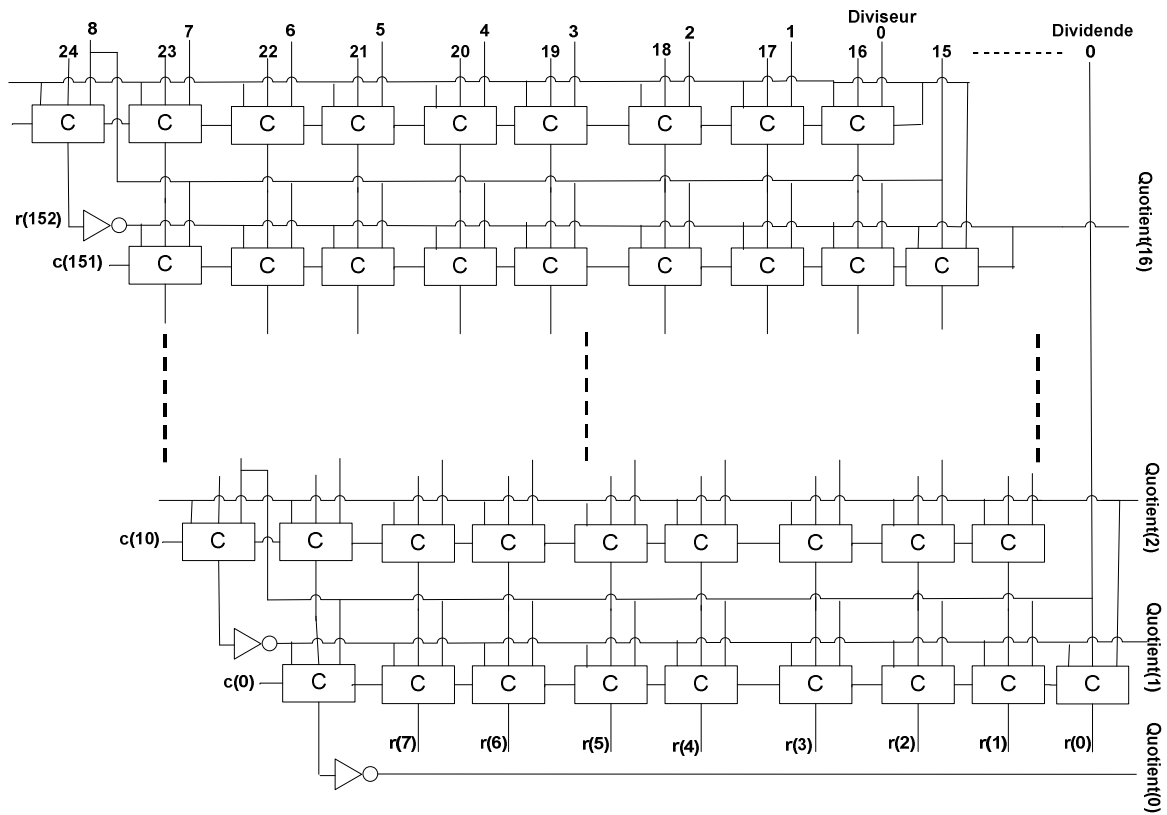 Diviseur Dividende
8 7 6 5 4 3 2 1 0
24 23 22 21 20 19 18 17 16 15 0
C C C C C C C C C
Quotient(16)
r(152)
c(151)
C C C C C C C C C
Quotient(2)
c(10)
C C C C C C C C C
Quotient(1)
c(0)
C C C C C C C C C
r(7) r(6) r(5) r(4) r(3) r(2) r(1) r(0)
Quotient(0)